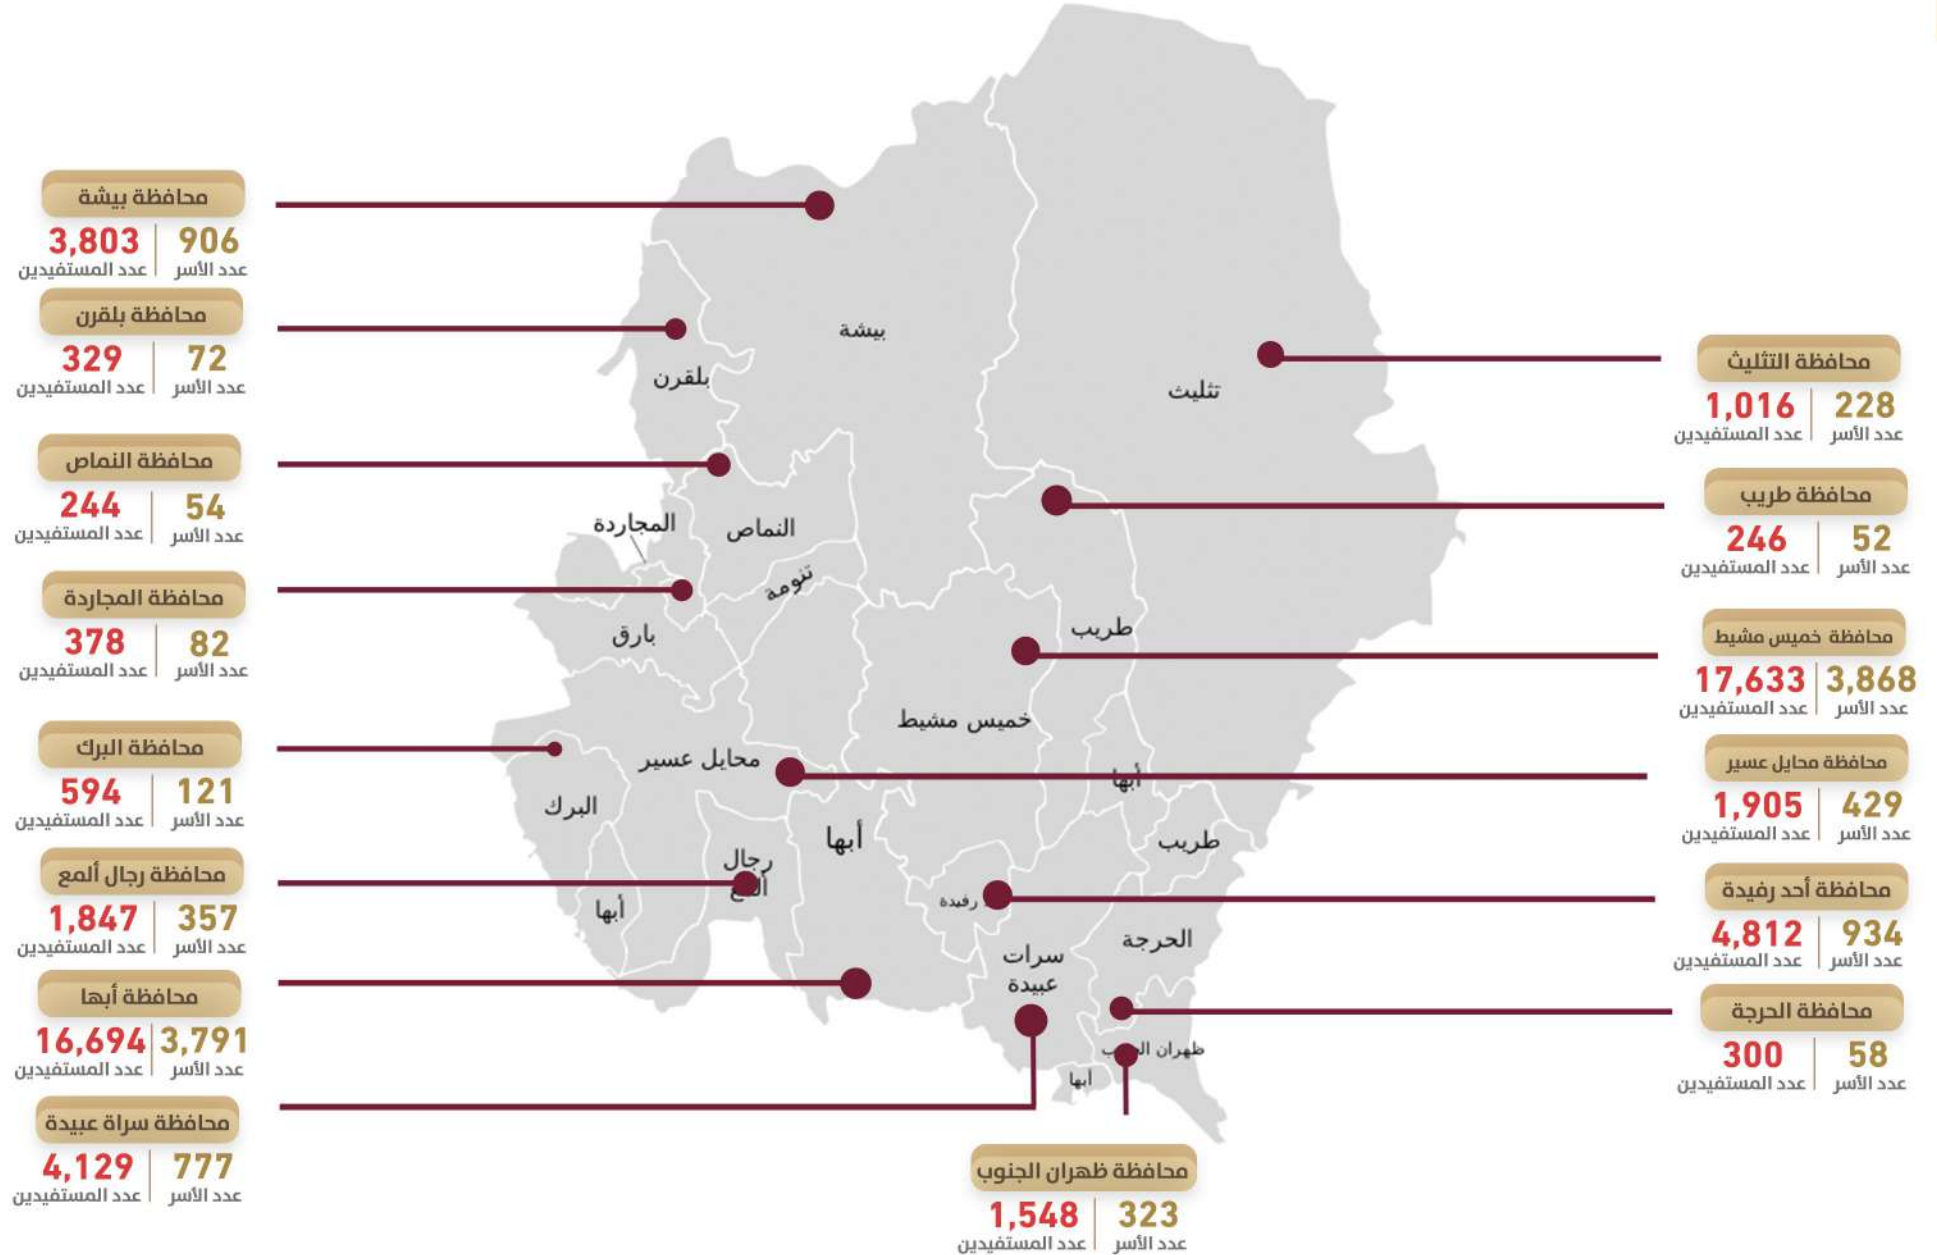 محافظة بيشة
906 3,803
عدد الأسر عدد المستفيدين
محافظة بلقرن
72 329
عدد الأسر عدد المستفيدين
محافظة النماص
54 244
عدد الأسر عدد المستفيدين
محافظة المجاردة
82 378
عدد الأسر عدد المستفيدين
محافظة البرك
121 594
عدد الأسر عدد المستفيدين
محافظة رجال ألمع
357 1,847
عدد الأسر عدد المستفيدين
محافظة أبها
3,791 16,694
عدد الأسر عدد المستفيدين
محافظة سراة عبيدة
777 4,129
عدد الأسر عدد المستفيدين
بيشة
بلقرن
تثليث
المجاردة
النماص
تنومة
بارق
طريب
خميس مشيط
محايل عسير
أبها
البرك
أبها
طريب
رجال
ألمع
أبها
رفيدة
الحرجة
سرات
عبيدة
ظهران
أبها
محافظة التثليث
228 1,016
عدد الأسر عدد المستفيدين
محافظة طريب
52 246
عدد الأسر عدد المستفيدين
محافظة خميس مشيط
3,868 17,633
عدد الأسر عدد المستفيدين
محافظة محايل عسير
429 1,905
عدد الأسر عدد المستفيدين
محافظة أحد رفيدة
934 4,812
عدد الأسر عدد المستفيدين
محافظة الحرجة
58 300
عدد الأسر عدد المستفيدين
محافظة ظهران الجنوب
323 1,548
عدد الأسر عدد المستفيدين